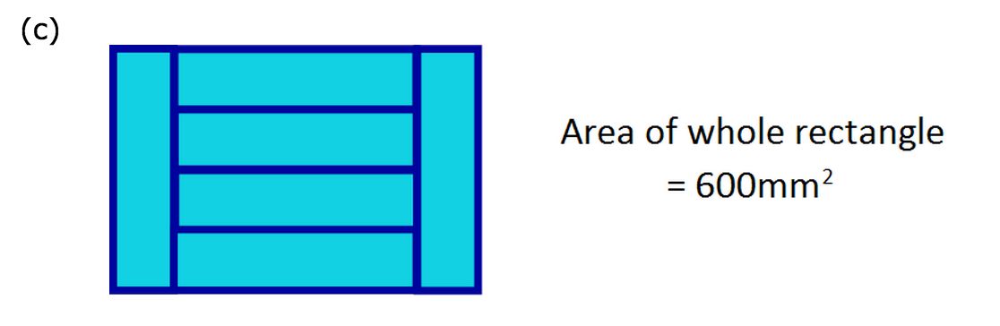 (c)
Area of whole rectangle
= 600mm²